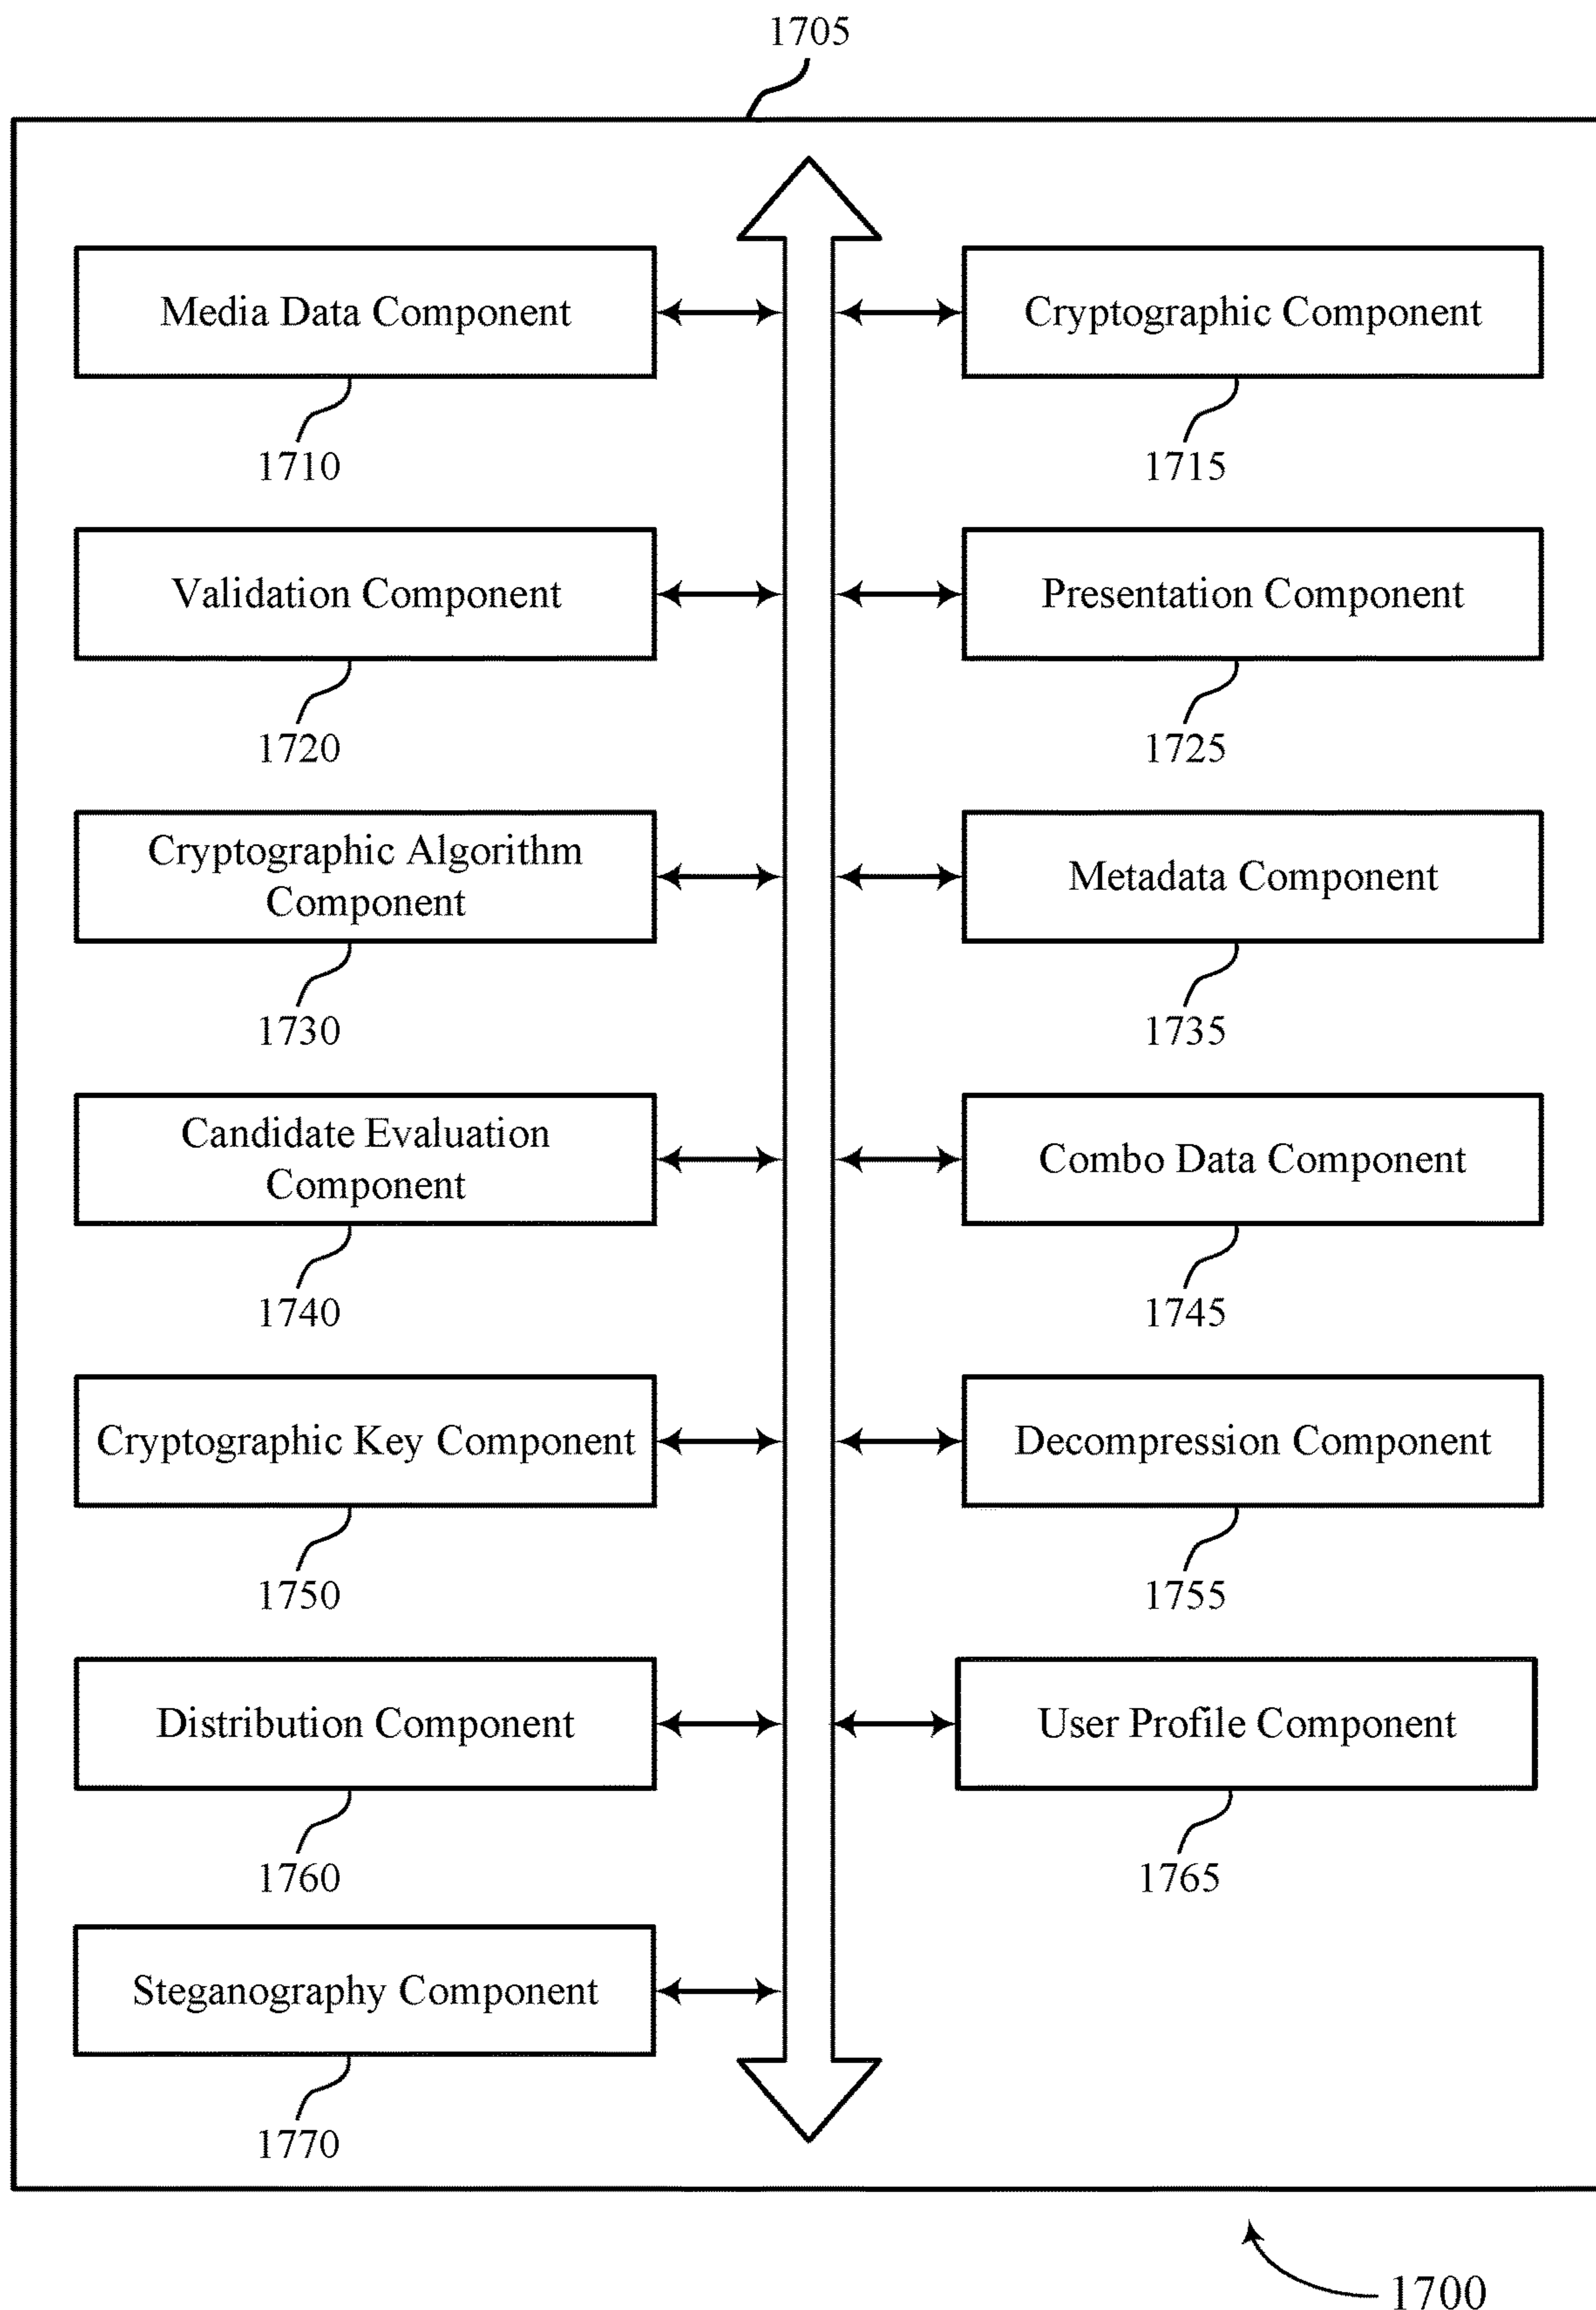 1705
Media Data Component
Cryptographic Component
1710
1715
Validation Component
Presentation Component
1720
1725
Cryptographic Algorithm
Component
Metadata Component
1730
1735
Candidate Evaluation
Component
Combo Data Component
1740
1745
Cryptographic Key Component
Decompression Component
1750
1755
Distribution Component
User Profile Component
1760
1765
Steganography Component
1770
1700